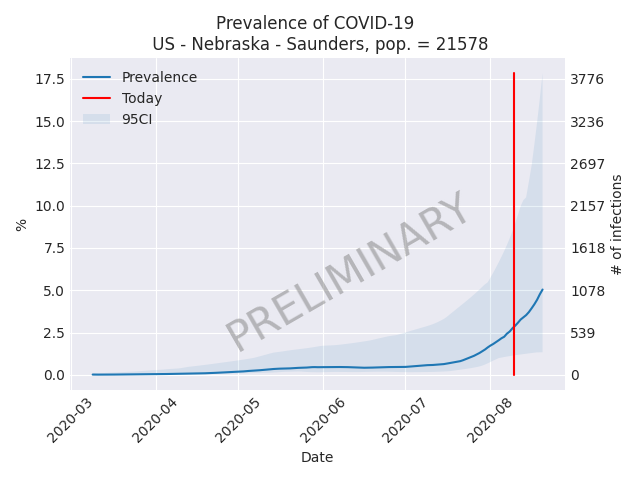 Prevalence of COVID-19
US - Nebraska - Saunders, pop. = 21578
Prevalence
Today
95CI
17.5
15.0
12.5
10.0
7.5
5.0
2.5
0.0
%
3776
3236
2697
2157
1618
1078
539
0
# of infections
PRELIMINARY
2020-03
2020-04
2020-05
2020-06
2020-07
2020-08
Date